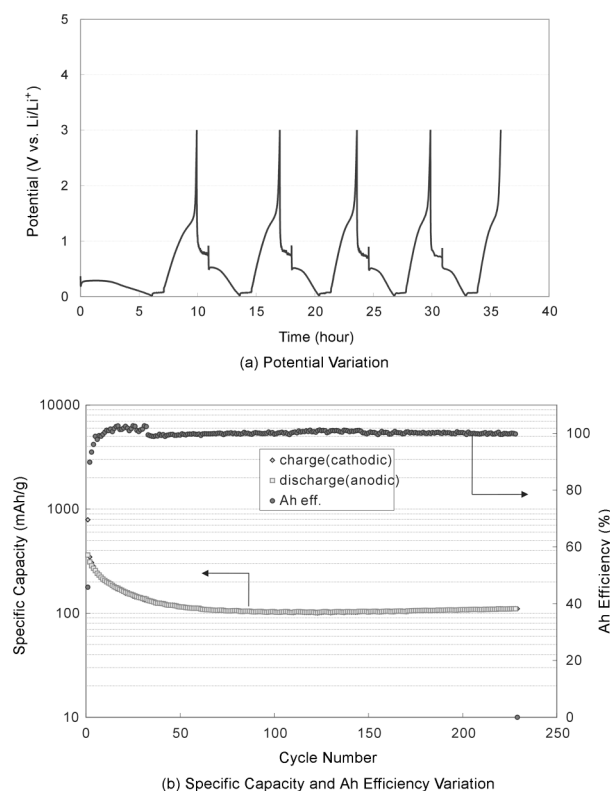 5
4
3
2
1
0
Potential (V vs. Li/Li⁺)
0 5 10 15 20 25 30 35 40
Time (hour)
(a) Potential Variation
10000
1000
100
10
Specific Capacity (mAh/g)
charge(cathodic)
discharge(anodic)
Ah eff.
100
80
60
40
20
0
Ah Efficiency (%)
0 50 100 150 200 250
Cycle Number
(b) Specific Capacity and Ah Efficiency Variation